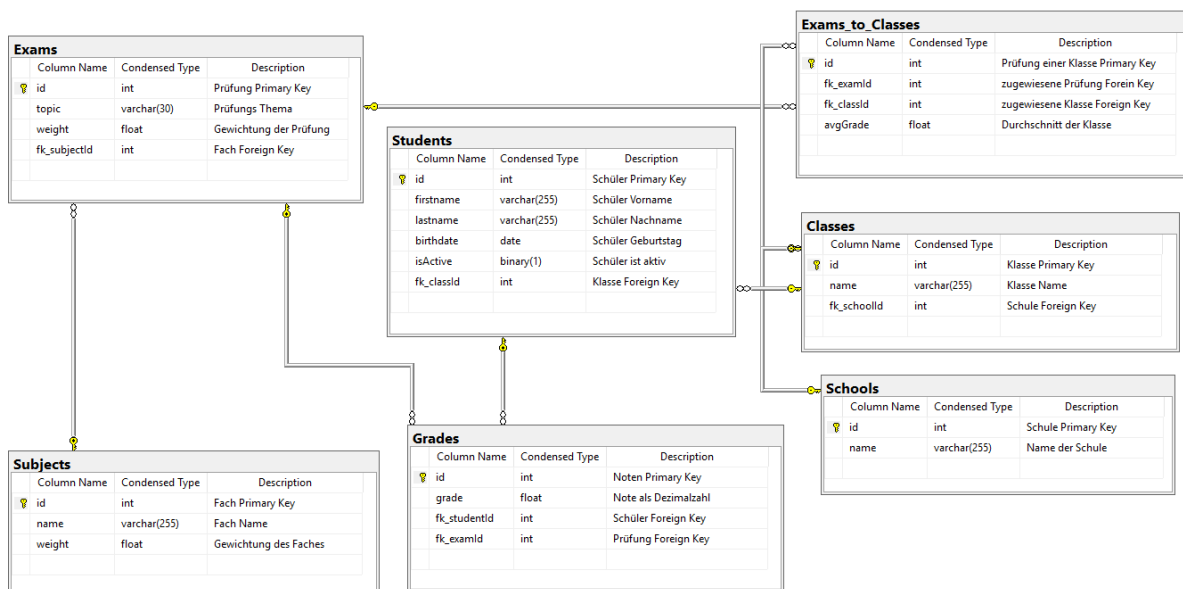 Exams
Column Name Condensed Type Description
id int Prüfung Primary Key
topic varchar(30) Prüfungs Thema
weight float Gewichtung der Prüfung
fk_subjectId int Fach Foreign Key
Exams_to_Classes
Column Name Condensed Type Description
id int Prüfung einer Klasse Primary Key
fk_examId int zugewiesene Prüfung Forein Key
fk_classId int zugewiesene Klasse Foreign Key
avgGrade float Durchschnitt der Klasse
Students
Column Name Condensed Type Description
id int Schüler Primary Key
firstname varchar(255) Schüler Vorname
lastname varchar(255) Schüler Nachname
birthdate date Schüler Geburtstag
isActive binary(1) Schüler ist aktiv
fk_classId int Klasse Foreign Key
Classes
Column Name Condensed Type Description
id int Klasse Primary Key
name varchar(255) Klasse Name
fk_schoolId int Schule Foreign Key
Schools
Column Name Condensed Type Description
id int Schule Primary Key
name varchar(255) Name der Schule
Subjects
Column Name Condensed Type Description
id int Fach Primary Key
name varchar(255) Fach Name
weight float Gewichtung des Faches
Grades
Column Name Condensed Type Description
id int Noten Primary Key
grade float Note als Dezimalzahl
fk_studentId int Schüler Foreign Key
fk_examId int Prüfung Foreign Key